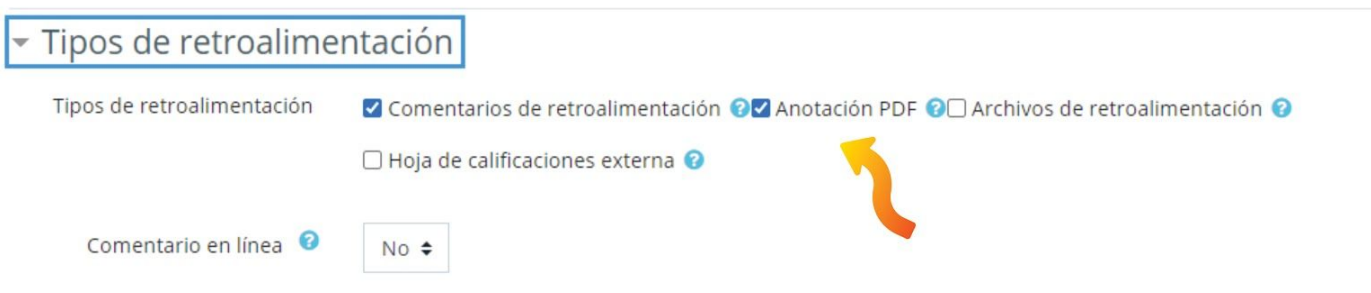 Tipos de retroalimentación
Tipos de retroalimentación Comentarios de retroalimentación ? Anotación PDF ? Archivos de retroalimentación ?
Hoja de calificaciones externa ?
Comentario en línea ? No